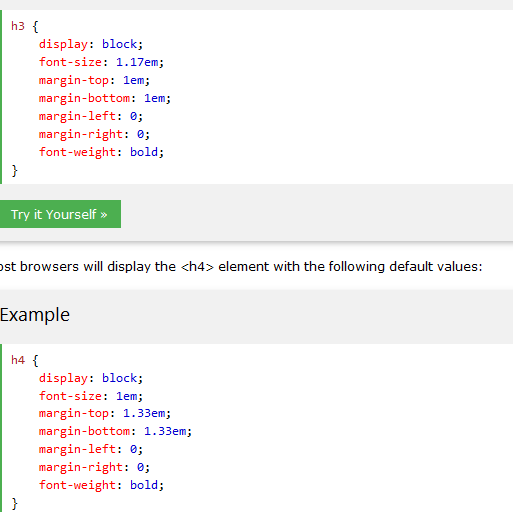 h3 {
    display: block;
    font-size: 1.17em;
    margin-top: 1em;
    margin-bottom: 1em;
    margin-left: 0;
    margin-right: 0;
    font-weight: bold;
}
Try it Yourself »
ost browsers will display the <h4> element with the following default values:
Example
h4 {
    display: block;
    font-size: 1em;
    margin-top: 1.33em;
    margin-bottom: 1.33em;
    margin-left: 0;
    margin-right: 0;
    font-weight: bold;
}